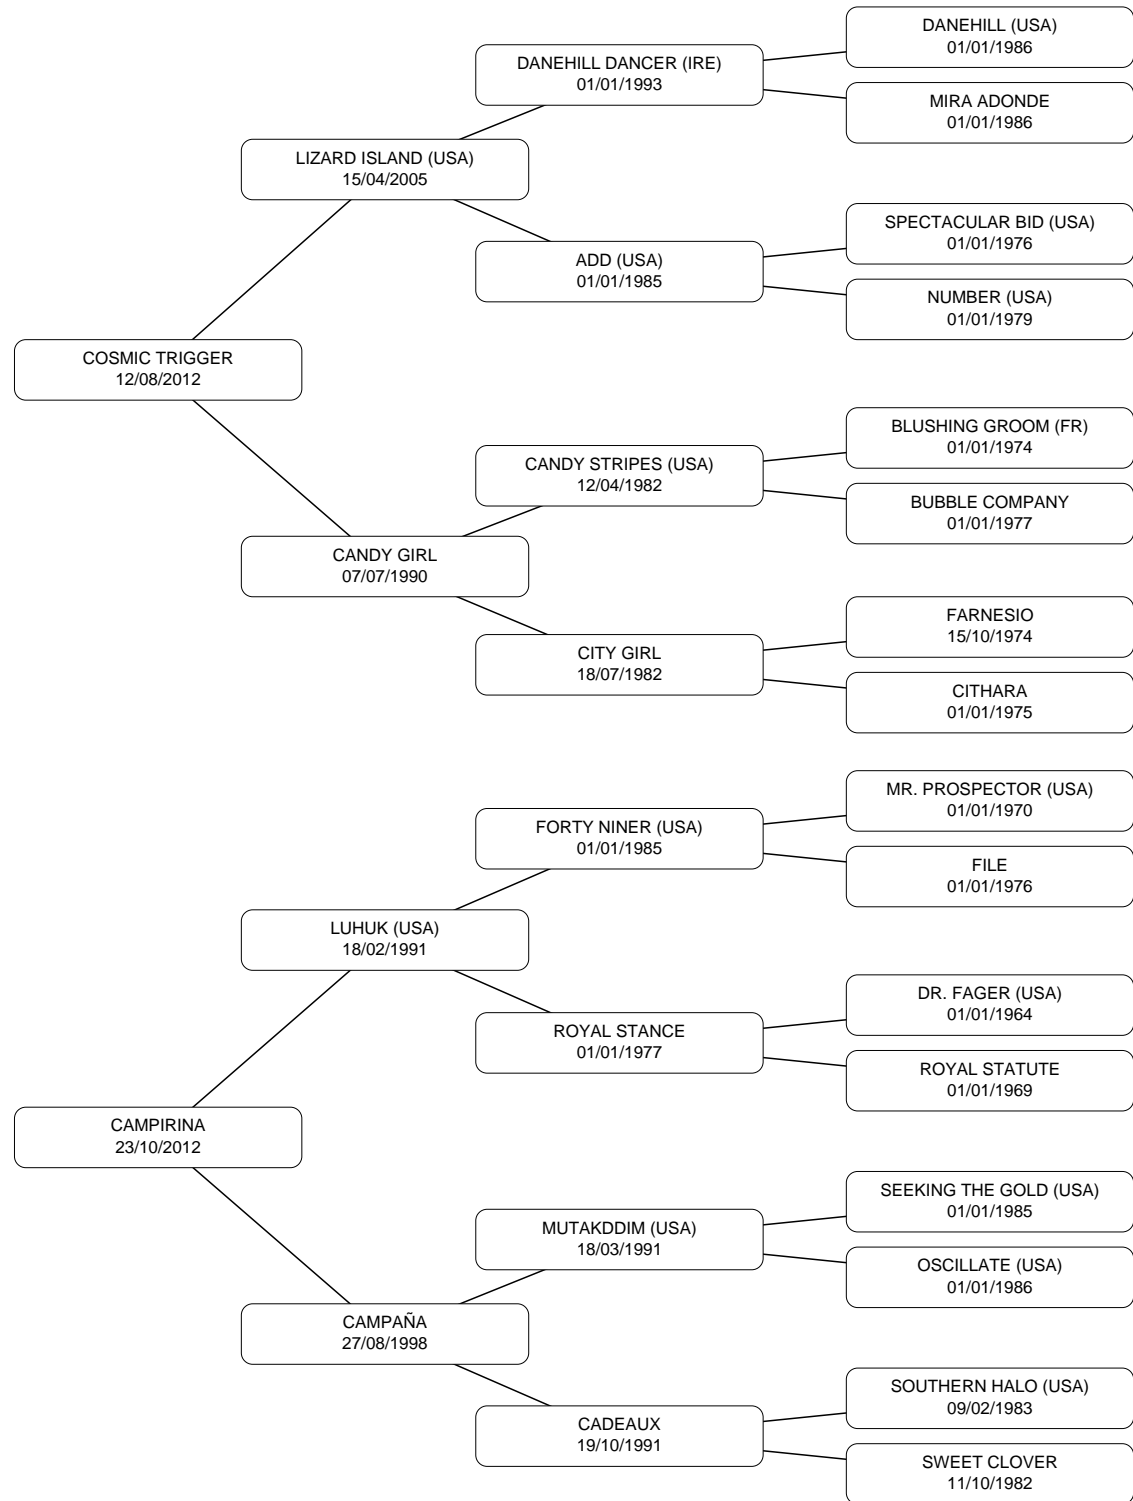 DANEHILL (USA)
01/01/1986
DANEHILL DANCER (IRE)
01/01/1993
MIRA ADONDE
01/01/1986
LIZARD ISLAND (USA)
15/04/2005
SPECTACULAR BID (USA)
01/01/1976
ADD (USA)
01/01/1985
NUMBER (USA)
01/01/1979
COSMIC TRIGGER
12/08/2012
BLUSHING GROOM (FR)
01/01/1974
CANDY STRIPES (USA)
12/04/1982
BUBBLE COMPANY
01/01/1977
CANDY GIRL
07/07/1990
FARNESIO
15/10/1974
CITY GIRL
18/07/1982
CITHARA
01/01/1975
MR. PROSPECTOR (USA)
01/01/1970
FORTY NINER (USA)
01/01/1985
FILE
01/01/1976
LUHUK (USA)
18/02/1991
DR. FAGER (USA)
01/01/1964
ROYAL STANCE
01/01/1977
ROYAL STATUTE
01/01/1969
CAMPIRINA
23/10/2012
SEEKING THE GOLD (USA)
01/01/1985
MUTAKDDIM (USA)
18/03/1991
OSCILLATE (USA)
01/01/1986
CAMPAÑA
27/08/1998
SOUTHERN HALO (USA)
09/02/1983
CADEAUX
19/10/1991
SWEET CLOVER
11/10/1982